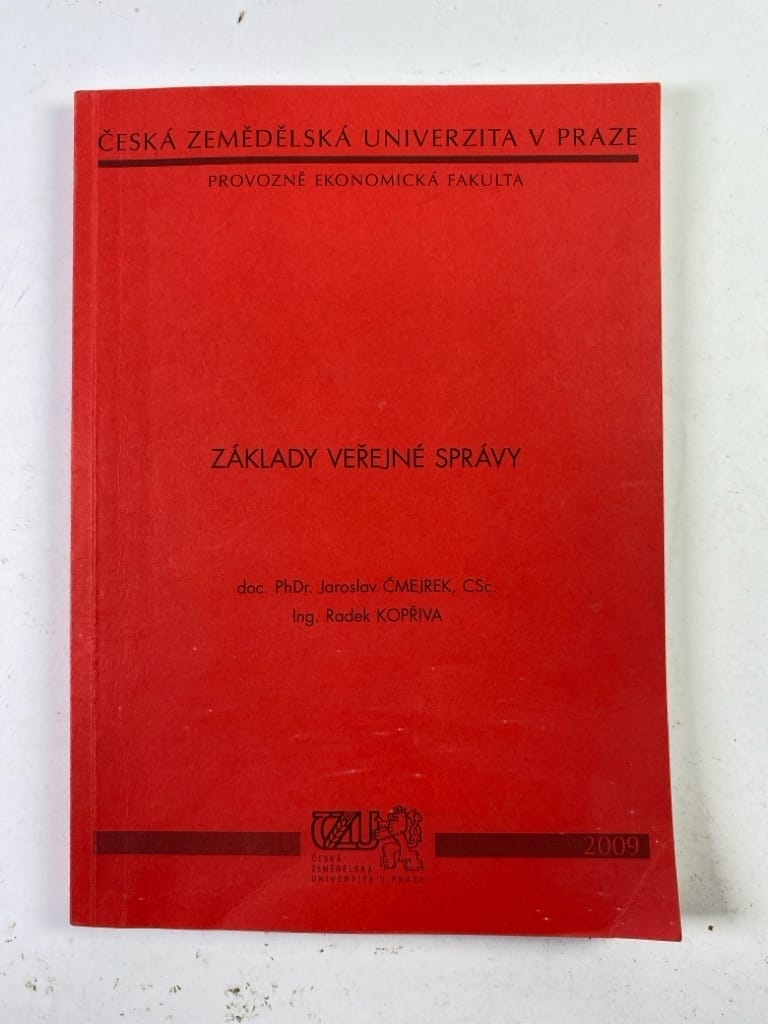 ČESKÁ ZEMĚDĚLSKÁ UNIVERZITA V PRAZE
PROVOZNĚ EKONOMICKÁ FAKULTA
ZÁKLADY VEŘEJNÉ SPRÁVY
doc. PhDr. Jaroslav ČMEJREK, CSc.
Ing. Radek KOPŘIVA
ČZU
ČESKÁ
ZEMĚDĚLSKÁ
UNIVERZITA V PRAZE
2009